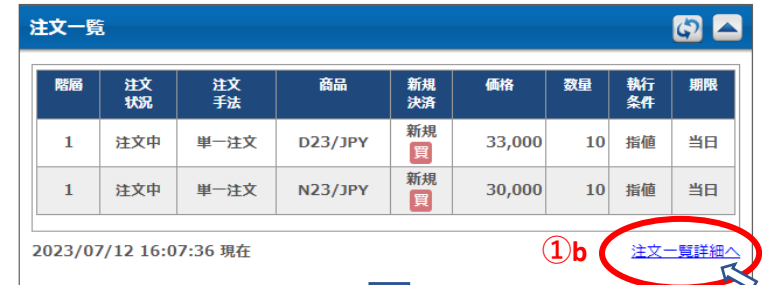 注文一覧
階層 注文状況 注文手法 商品 新規決済 価格 数量 執行条件 期限
1 注文中 単一注文 D23/JPY 新規 買 33,000 10 指値 当日
1 注文中 単一注文 N23/JPY 新規 買 30,000 10 指値 当日
2023/07/12 16:07:36 現在 ①b 注文一覧詳細へ